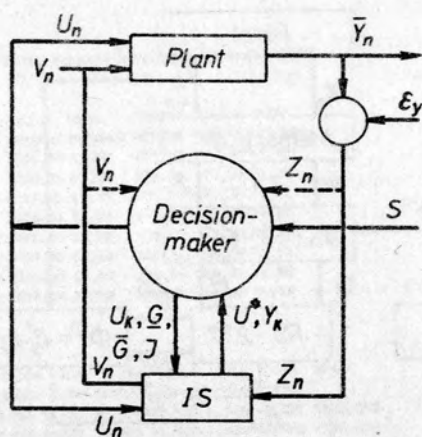 U_n
V_n
Plant
Ȳ_n
ε_y
V_n
Z_n
Decision-
maker
S
U_K, G̲,
G̅, J
U*, Y_K
V_n
IS
Z_n
U_n